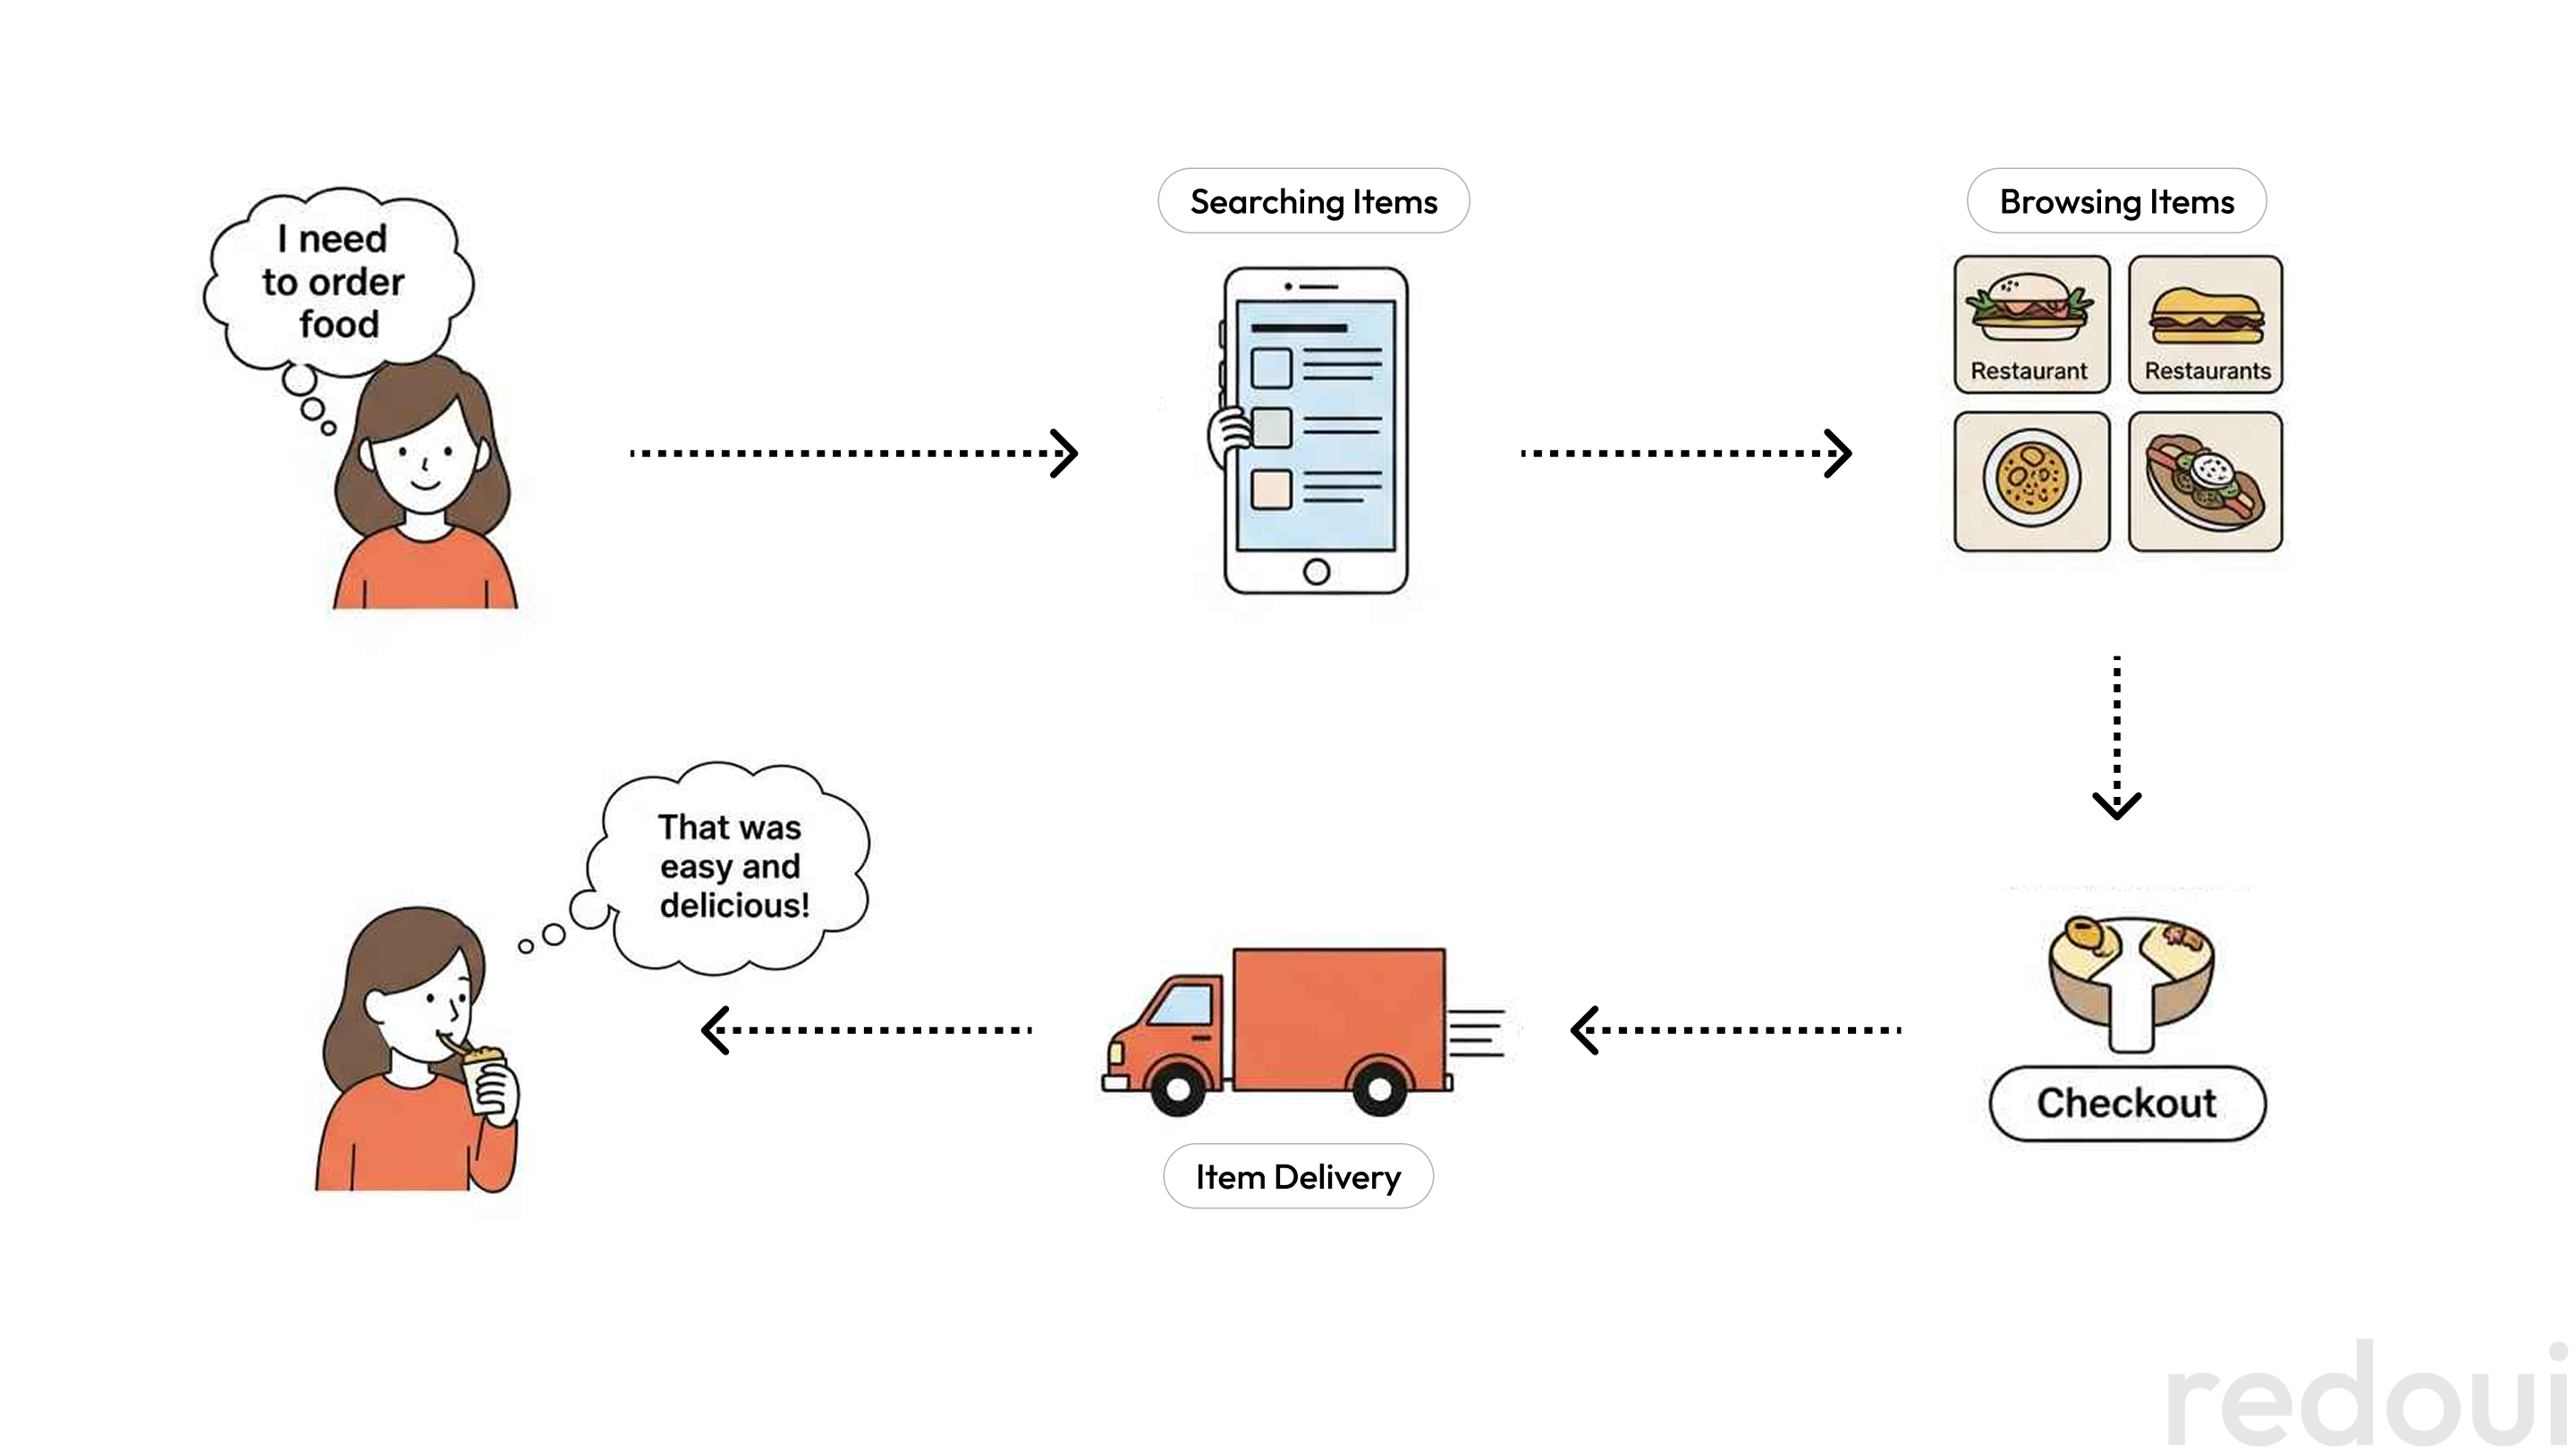 I need
to order
food
Searching Items
Browsing Items
Restaurant
Restaurants
Checkout
Item Delivery
That was
easy and
delicious!
redoui